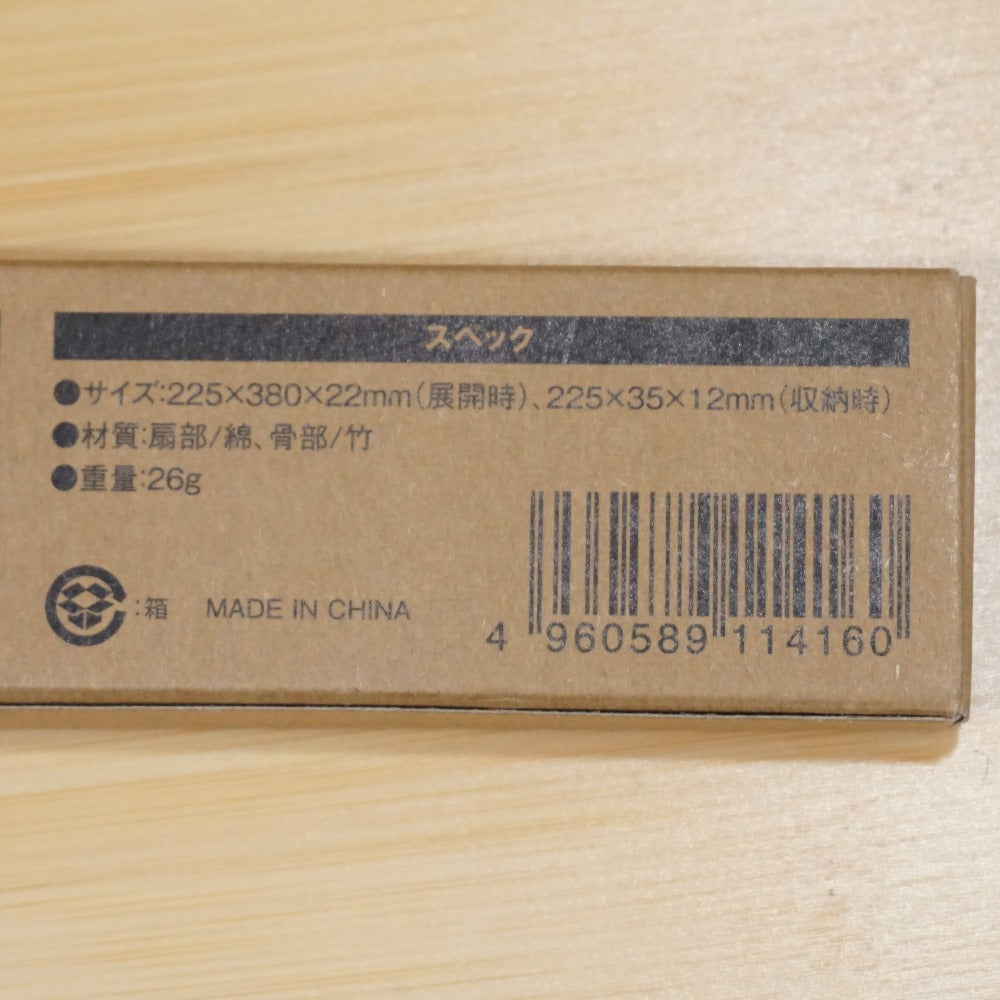 スペック
●サイズ:225×380×22mm(展開時)、225×35×12mm(収納時)
●材質:扇部/綿、骨部/竹
●重量:26g
:箱 MADE IN CHINA
4 960589 114160